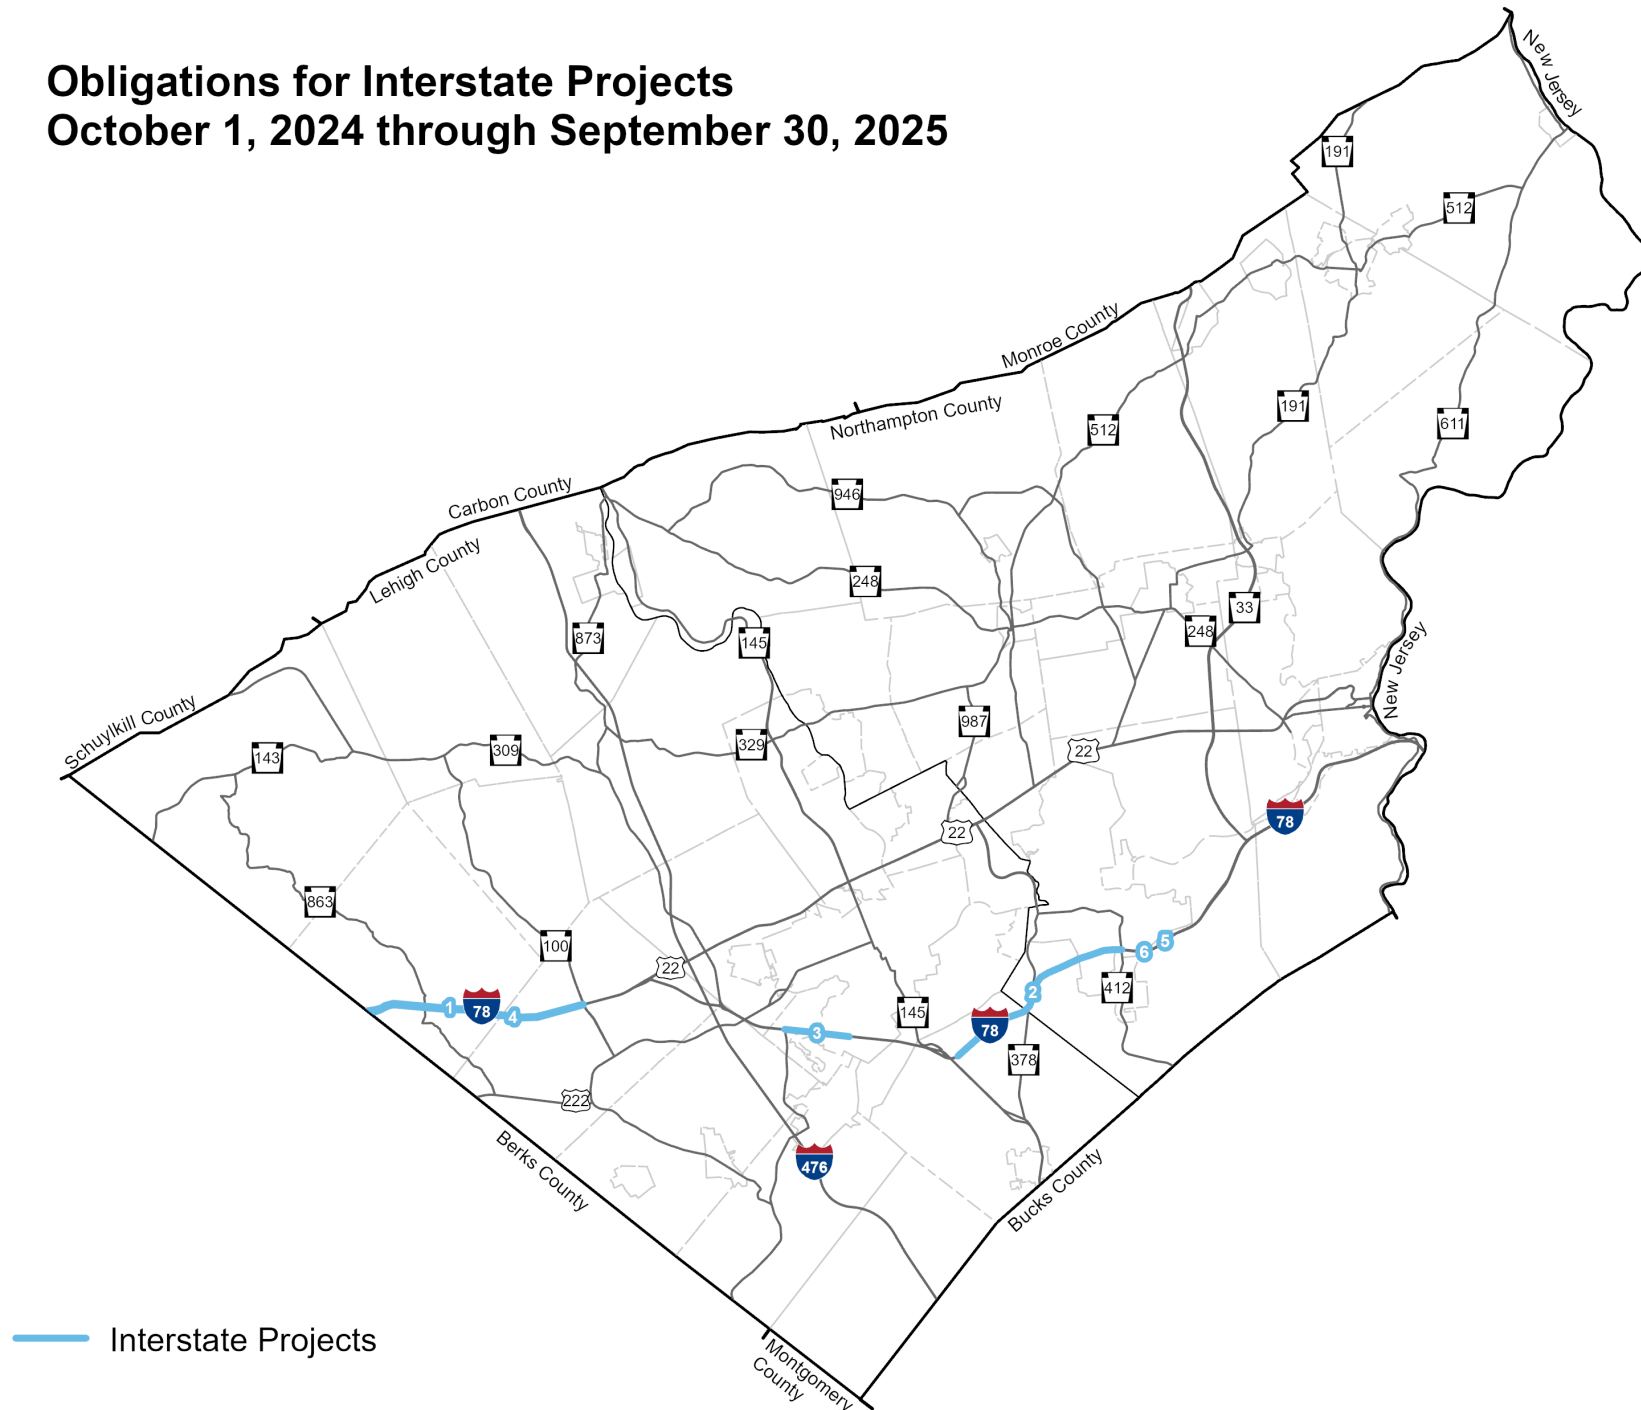 Obligations for Interstate Projects
October 1, 2024 through September 30, 2025
New Jersey
191
512
Monroe County
Northampton County
191
512
611
Carbon County
946
Lehigh County
248
33
873
145
248
New Jersey
Schuylkill County
987
143
309
329
22
78
22
863
100
22
6
5
1
78
4
2
412
145
78
3
378
222
Berks County
476
Bucks County
Interstate Projects
Montgomery
County